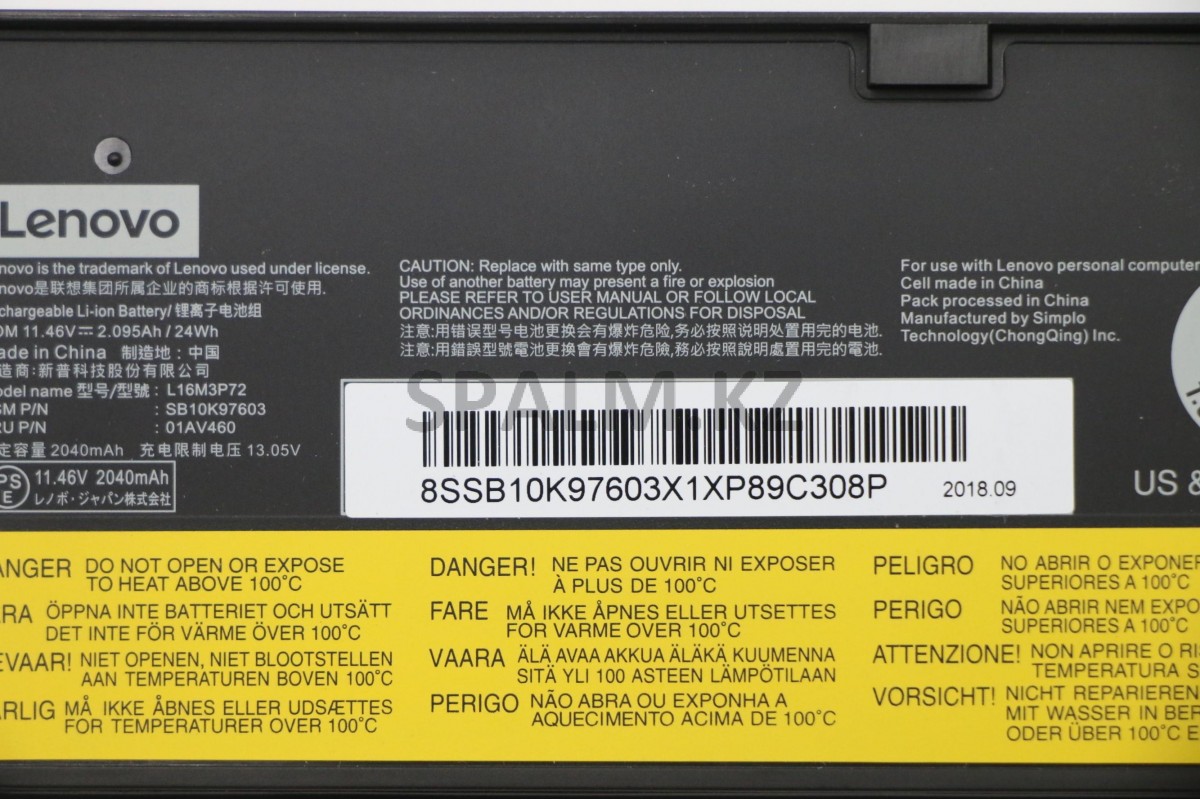 Lenovo
novo is the trademark of Lenovo used under license.
novo是联想集团所属企业的商标根据许可使用.
chargeable Li-ion Battery/ 锂离子电池组
OM 11.46V⎓2.095Ah / 24Wh
ade in China 制造地：中国
造商:新普科技股份有限公司
odel name 型号/型號： L16M3P72
SM P/N : SB10K97603
RU P/N : 01AV460
定容量 2040mAh 充电限制电压 13.05V
PS
E
11.46V 2040mAh
レノボ・ジャパン株式会社
CAUTION: Replace with same type only.
Use of another battery may present a fire or explosion
PLEASE REFER TO USER MANUAL OR FOLLOW LOCAL
ORDINANCES AND/OR REGULATIONS FOR DISPOSAL
注意:用错误型号电池更换会有爆炸危险,务必按照说明处置用完的电池.
注意:用錯誤型號電池更換會有爆炸危險,務必按照說明處置用完的電池.
For use with Lenovo personal computer
Cell made in China
Pack processed in China
Manufactured by Simplo
Technology(ChongQing) Inc.
SPALM.KZ
8SSB10K97603X1XP89C308P 2018.09
US &
ANGER DO NOT OPEN OR EXPOSE
TO HEAT ABOVE 100°C
ARA ÖPPNA INTE BATTERIET OCH UTSÄTT
DET INTE FÖR VÄRME ÖVER 100°C
EVAAR! NIET OPENEN, NIET BLOOTSTELLEN
AAN TEMPERATUREN BOVEN 100°C
ARLIG MÅ IKKE ÅBNES ELLER UDSÆTTES
FOR TEMPERATURER OVER 100°C
DANGER! NE PAS OUVRIR NI EXPOSER
À PLUS DE 100°C
FARE MÅ IKKE ÅPNES ELLER UTSETTES
FOR VARME OVER 100°C
VAARA ÄLÄ AVAA AKKUA ÄLÄKÄ KUUMENNA
SITÄ YLI 100 ASTEEN LÄMPÖTILAAN
PERIGO NÃO ABRA OU EXPONHA A
AQUECIMENTO ACIMA DE 100°C
PELIGRO NO ABRIR O EXPONER
SUPERIORES A 100°C
PERIGO NÃO ABRIR NEM EXPO
SUPERIORES A 100°C
ATTENZIONE! NON APRIRE O RI
TEMPERATURA S
VORSICHT! NICHT REPARIEREN
MIT WASSER IN BER
ODER ÜBER 100°C E